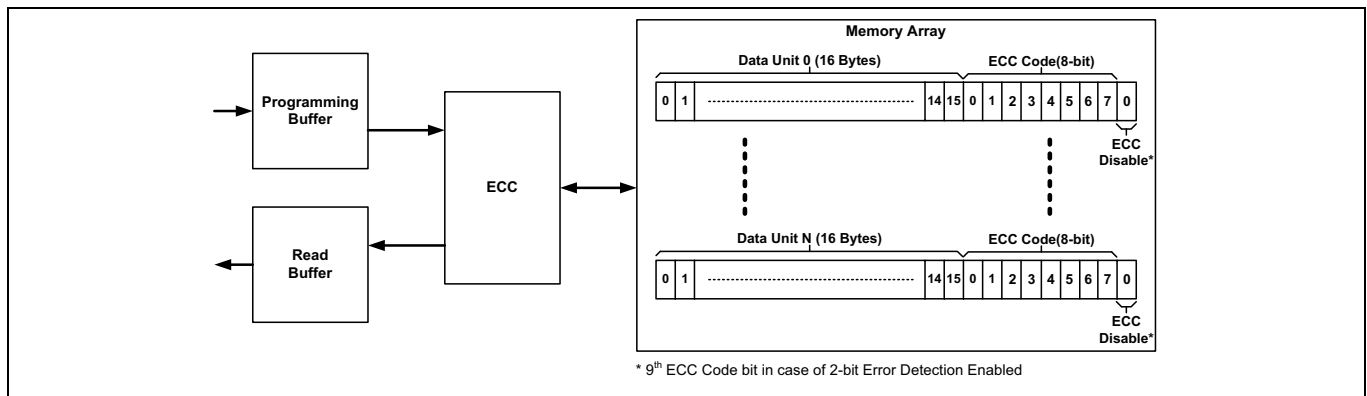 Memory Array
Data Unit 0 (16 Bytes) ECC Code(8-bit)
0 1 14 15 0 1 2 3 4 5 6 7 0
ECC
Disable*
Programming
Buffer
ECC
Read
Buffer
Data Unit N (16 Bytes) ECC Code(8-bit)
0 1 14 15 0 1 2 3 4 5 6 7 0
ECC
Disable*
* 9th ECC Code bit in case of 2-bit Error Detection Enabled